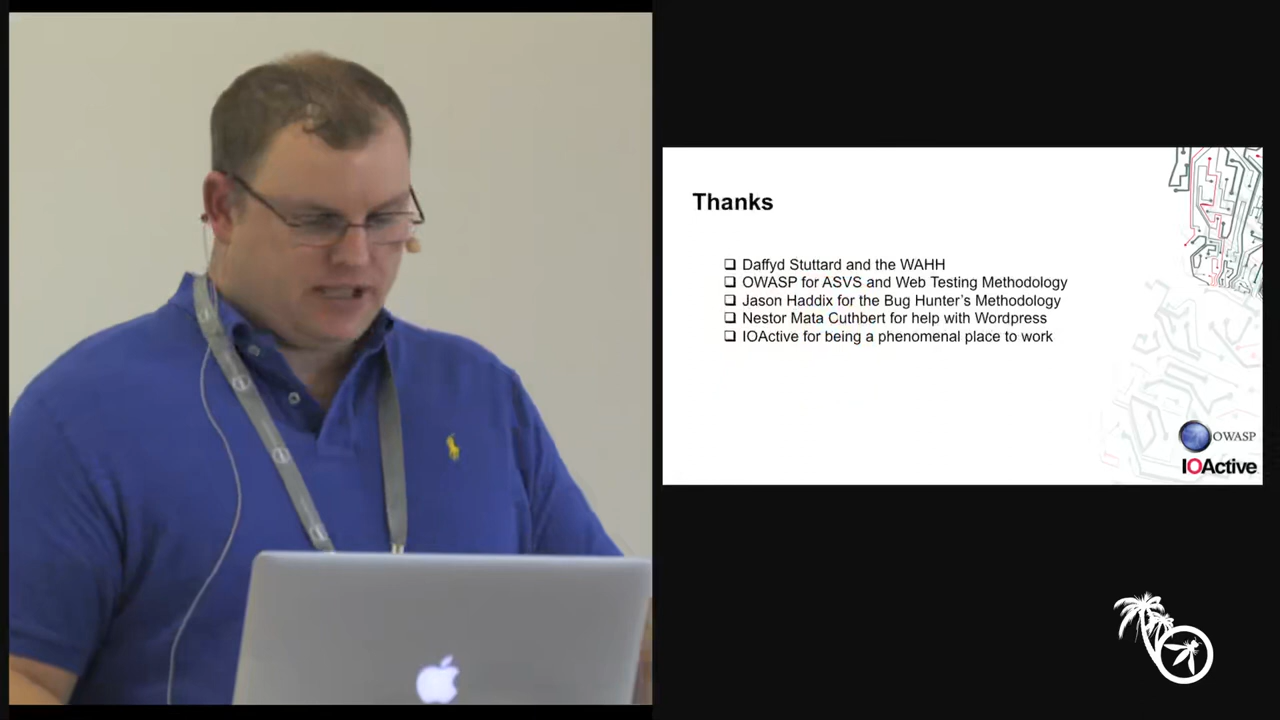 Thanks
❑ Daffyd Stuttard and the WAHH
❑ OWASP for ASVS and Web Testing Methodology
❑ Jason Haddix for the Bug Hunter's Methodology
❑ Nestor Mata Cuthbert for help with Wordpress
❑ IOActive for being a phenomenal place to work
OWASP
IOActive